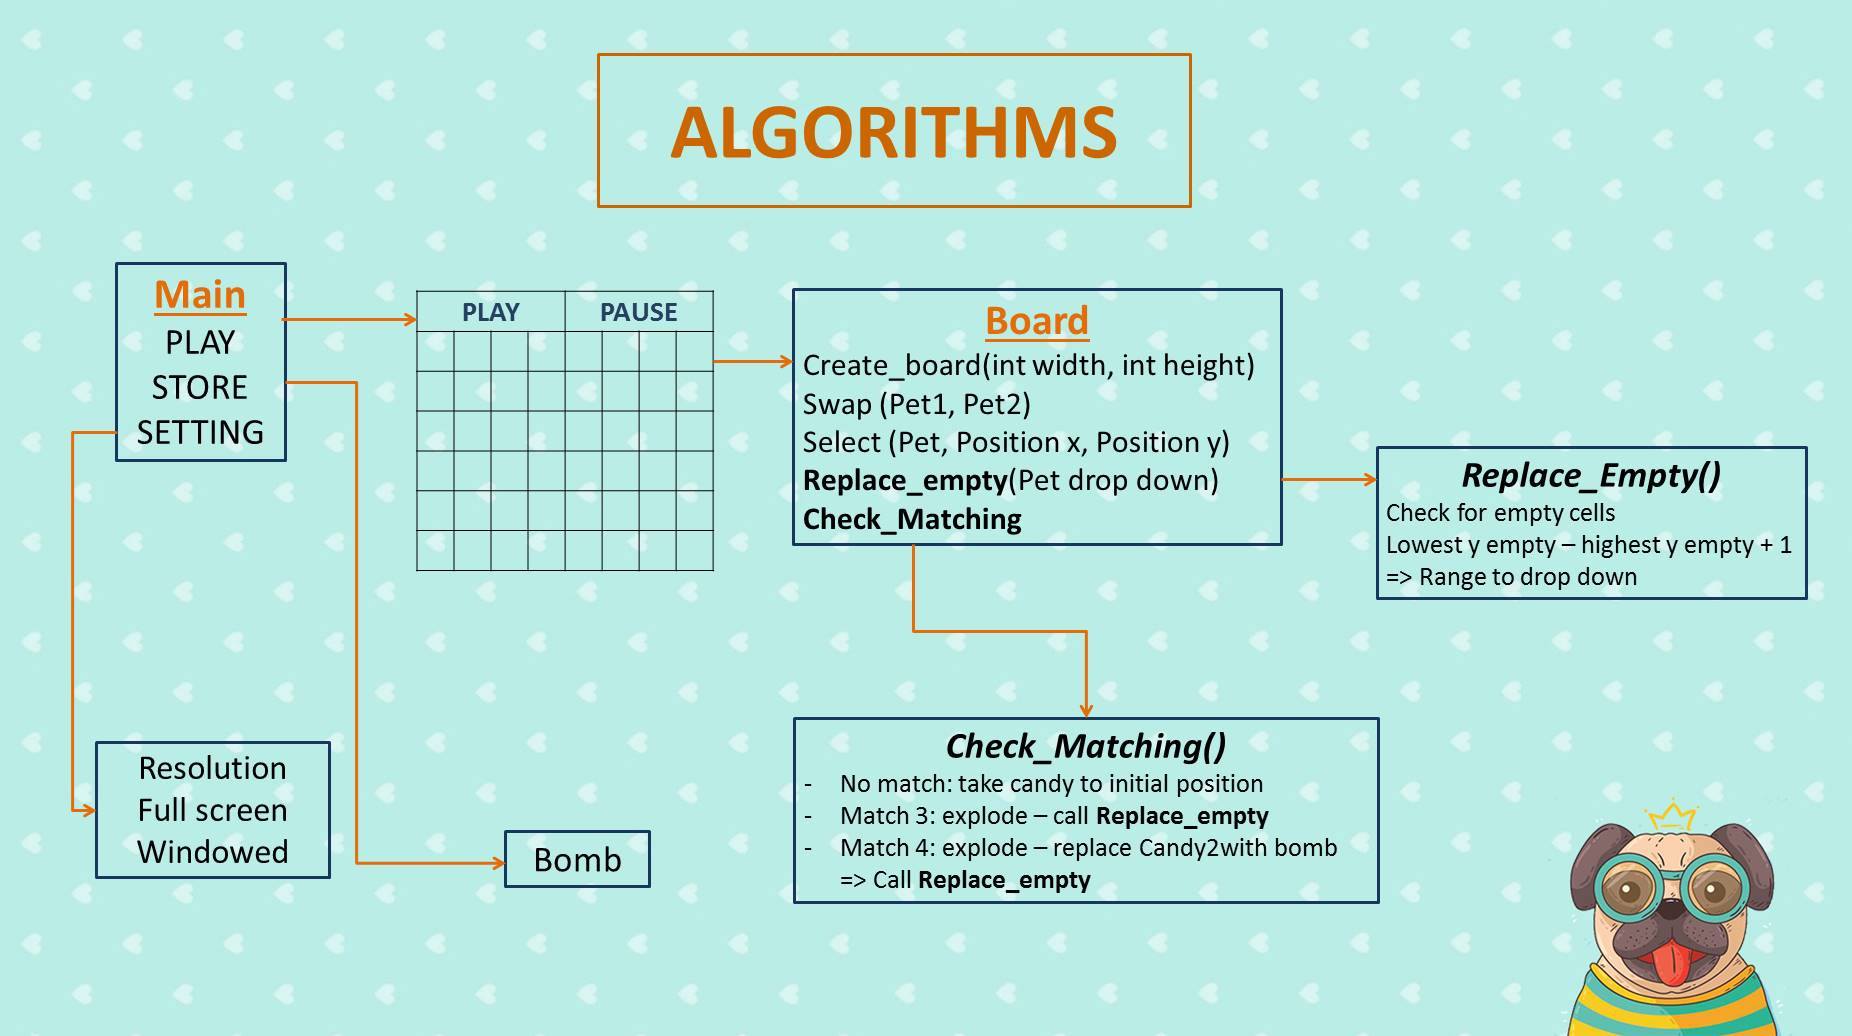 ALGORITHMS
Main
PLAY
STORE
SETTING
PLAY PAUSE
Board
Create_board(int width, int height)
Swap (Pet1, Pet2)
Select (Pet, Position x, Position y)
Replace_empty(Pet drop down)
Check_Matching
Replace_Empty()
Check for empty cells
Lowest y empty – highest y empty + 1
=> Range to drop down
Check_Matching()
- No match: take candy to initial position
- Match 3: explode – call Replace_empty
- Match 4: explode – replace Candy2with bomb
=> Call Replace_empty
Resolution
Full screen
Windowed
Bomb